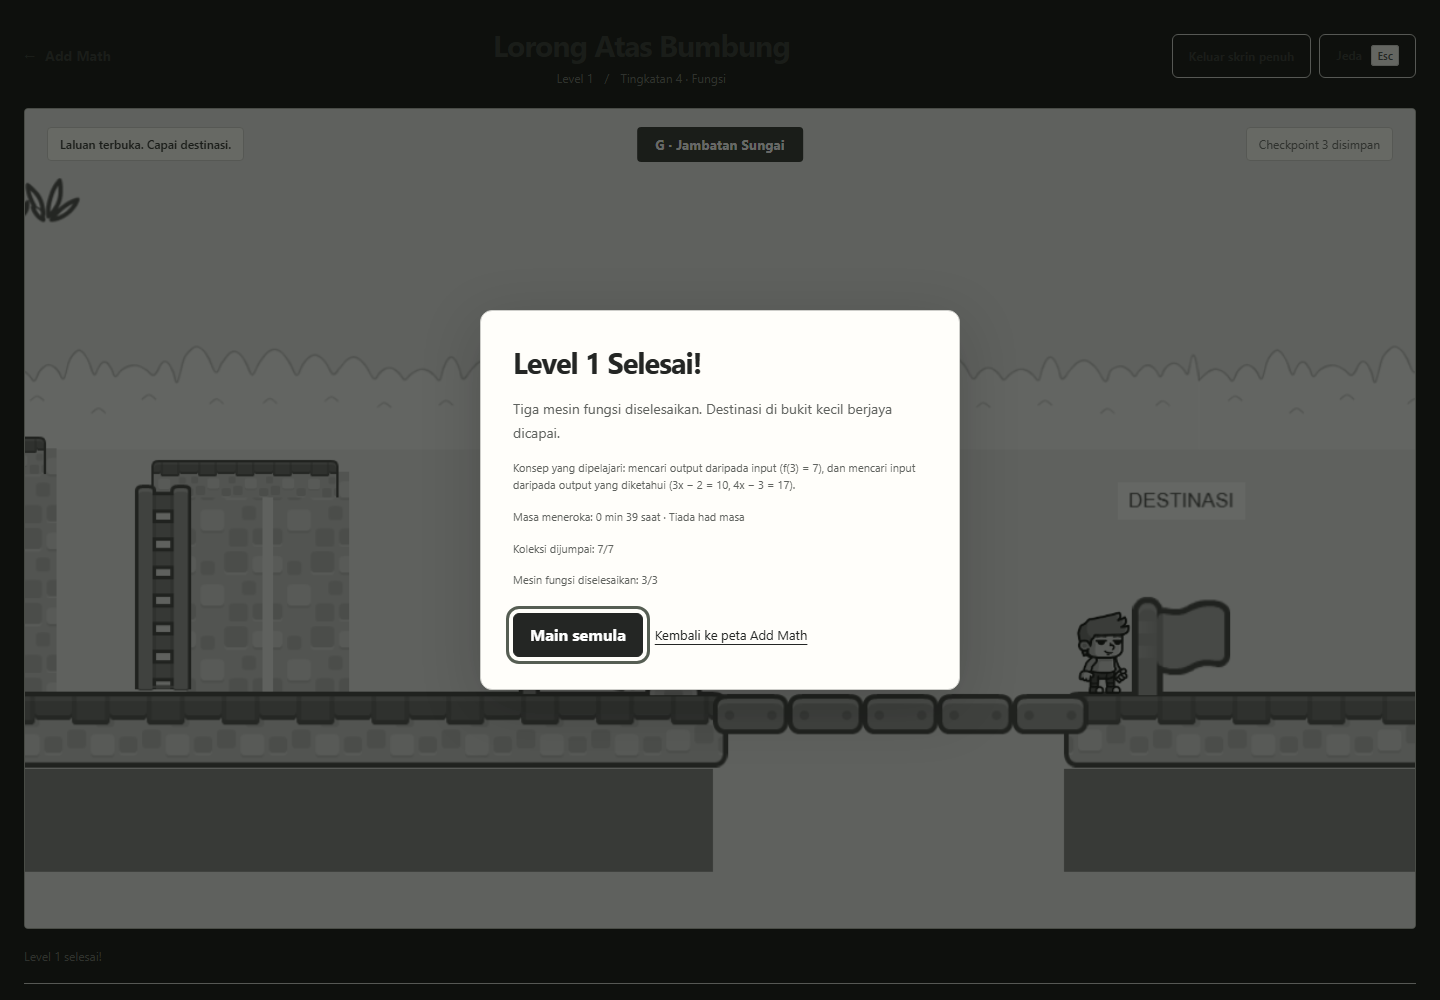 ← Add Math
Lorong Atas Bumbung
Level 1 / Tingkatan 4 · Fungsi
Keluar skrin penuh
Jeda Esc
Laluan terbuka. Capai destinasi.
G · Jambatan Sungai
Checkpoint 3 disimpan
Level 1 Selesai!
Tiga mesin fungsi diselesaikan. Destinasi di bukit kecil berjaya
dicapai.
Konsep yang dipelajari: mencari output daripada input (f(3) = 7), dan mencari input
daripada output yang diketahui (3x − 2 = 10, 4x − 3 = 17).
Masa meneroka: 0 min 39 saat · Tiada had masa
Koleksi dijumpai: 7/7
Mesin fungsi diselesaikan: 3/3
Main semula
Kembali ke peta Add Math
DESTINASI
Level 1 selesai!